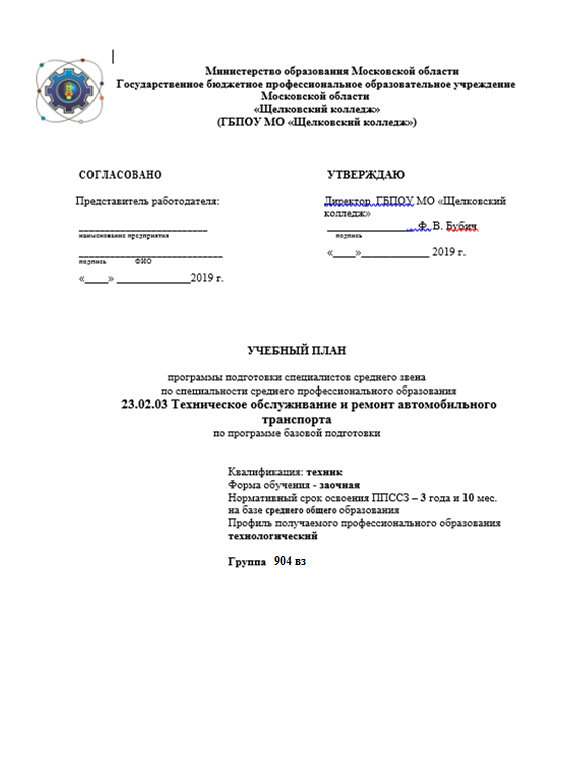 Министерство образования Московской области
Государственное бюджетное профессиональное образовательное учреждение
Московской области
«Щелковский колледж»
(ГБПОУ МО «Щелковский колледж»)
СОГЛАСОВАНО
Представитель работодателя:
_______________________
наименование предприятия
__________________________
подпись ФИО
«____» _____________2019 г.
УТВЕРЖДАЮ
Директор ГБПОУ МО «Щелковский
колледж»
________________ Ф. В. Бубич
подпись
«____»____________ 2019 г.
УЧЕБНЫЙ ПЛАН
программы подготовки специалистов среднего звена
по специальности среднего профессионального образования
23.02.03 Техническое обслуживание и ремонт автомобильного
транспорта
по программе базовой подготовки
Квалификация: техник
Форма обучения - заочная
Нормативный срок освоения ППССЗ – 3 года и 10 мес.
на базе среднего общего образования
Профиль получаемого профессионального образования
технологический
Группа 904 вз